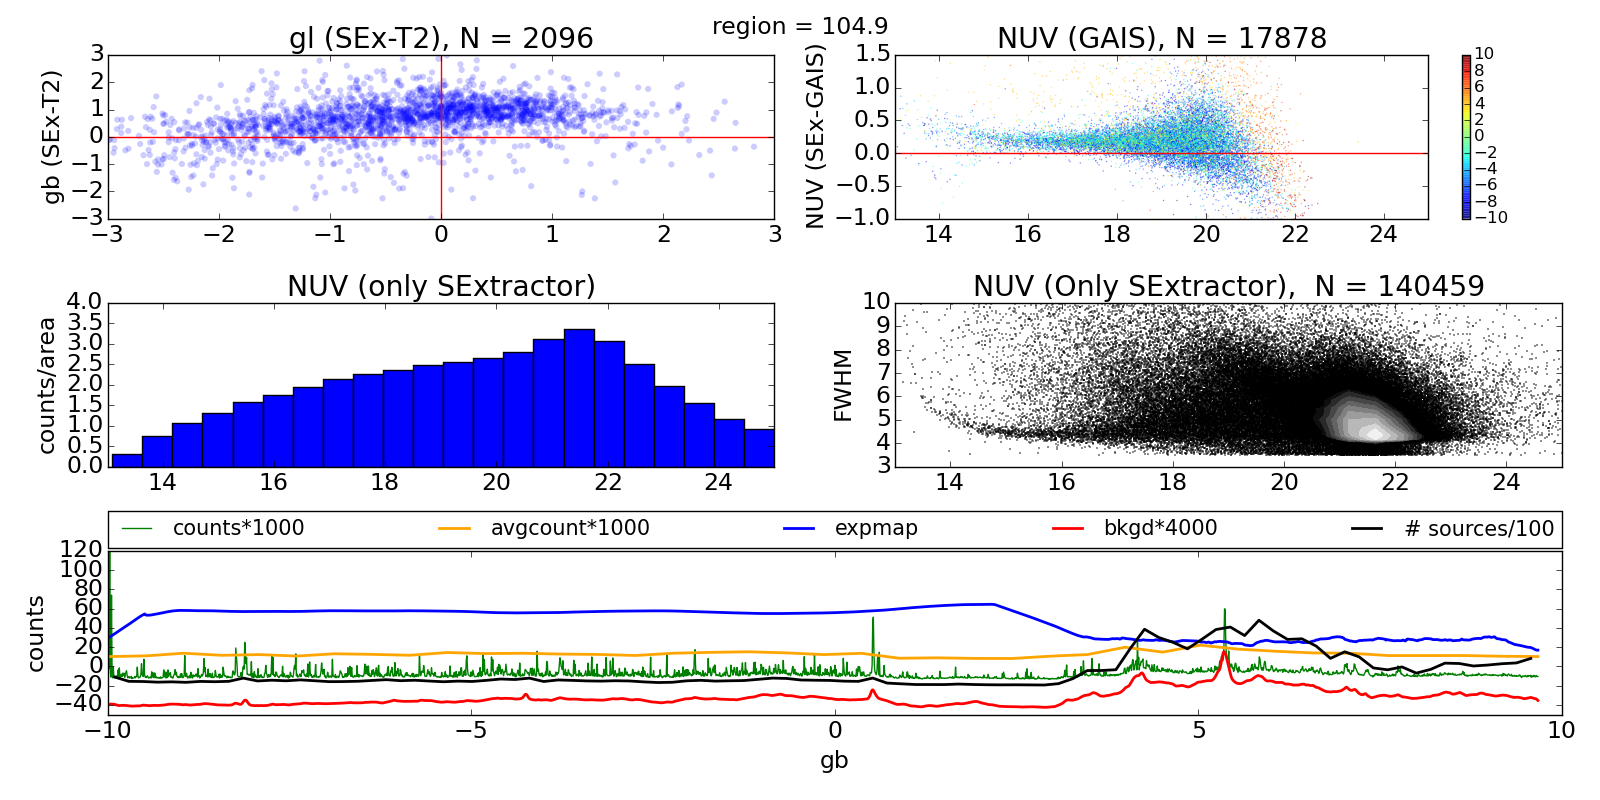 region = 104.9
gl (SEx-T2), N = 2096
gb (SEx-T2)
3
2
1
0
−1
−2
−3
−3 −2 −1 0 1 2 3
NUV (GAIS), N = 17878
NUV (SEx-GAIS)
1.5
1.0
0.5
0.0
−0.5
−1.0
14 16 18 20 22 24
10
8
6
4
2
0
−2
−4
−6
−8
−10
NUV (only SExtractor)
counts/area
4.0
3.5
3.0
2.5
2.0
1.5
1.0
0.5
0.0
14 16 18 20 22 24
NUV (Only SExtractor), N = 140459
FWHM
10
9
8
7
6
5
4
3
14 16 18 20 22 24
counts*1000 avgcount*1000 expmap bkgd*4000 # sources/100
counts
120
100
80
60
40
20
0
−20
−40
−10 −5 0 5 10
gb